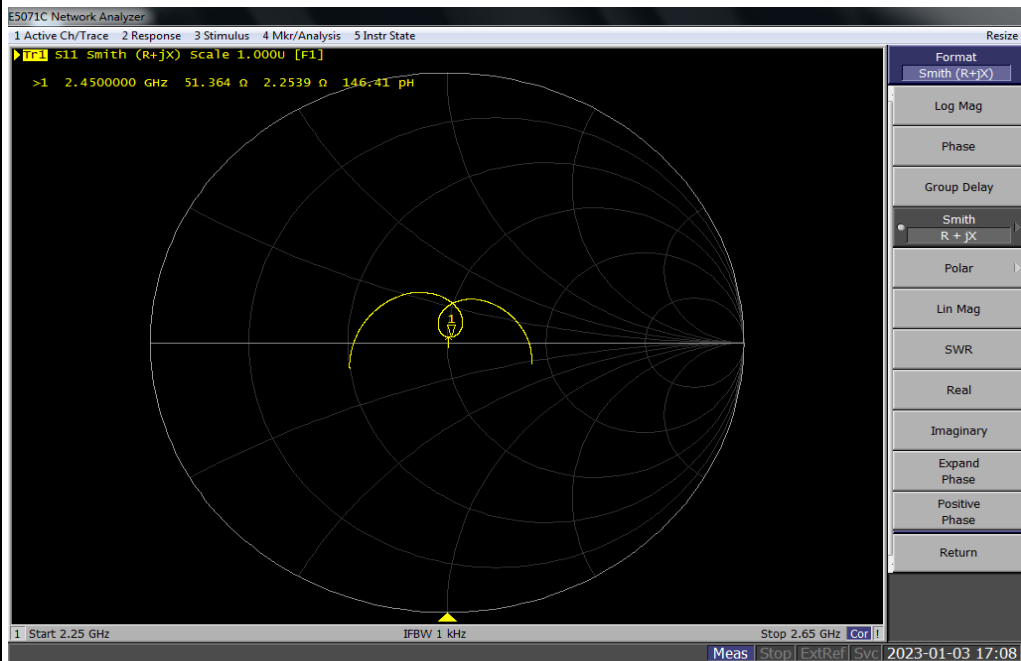 E5071C Network Analyzer
1 Active Ch/Trace 2 Response 3 Stimulus 4 Mkr/Analysis 5 Instr State
Resize
Tr1 S11 Smith (R+jX) Scale 1.000U [F1]
>1 2.4500000 GHz 51.364 Ω 2.2539 Ω 146.41 pH
1
Format
Smith (R+jX)
Log Mag
Phase
Group Delay
Smith
R + jX
Polar
Lin Mag
SWR
Real
Imaginary
Expand
Phase
Positive
Phase
Return
1 Start 2.25 GHz
IFBW 1 kHz
Stop 2.65 GHz Cor !
Meas Stop ExtRef Svc 2023-01-03 17:08